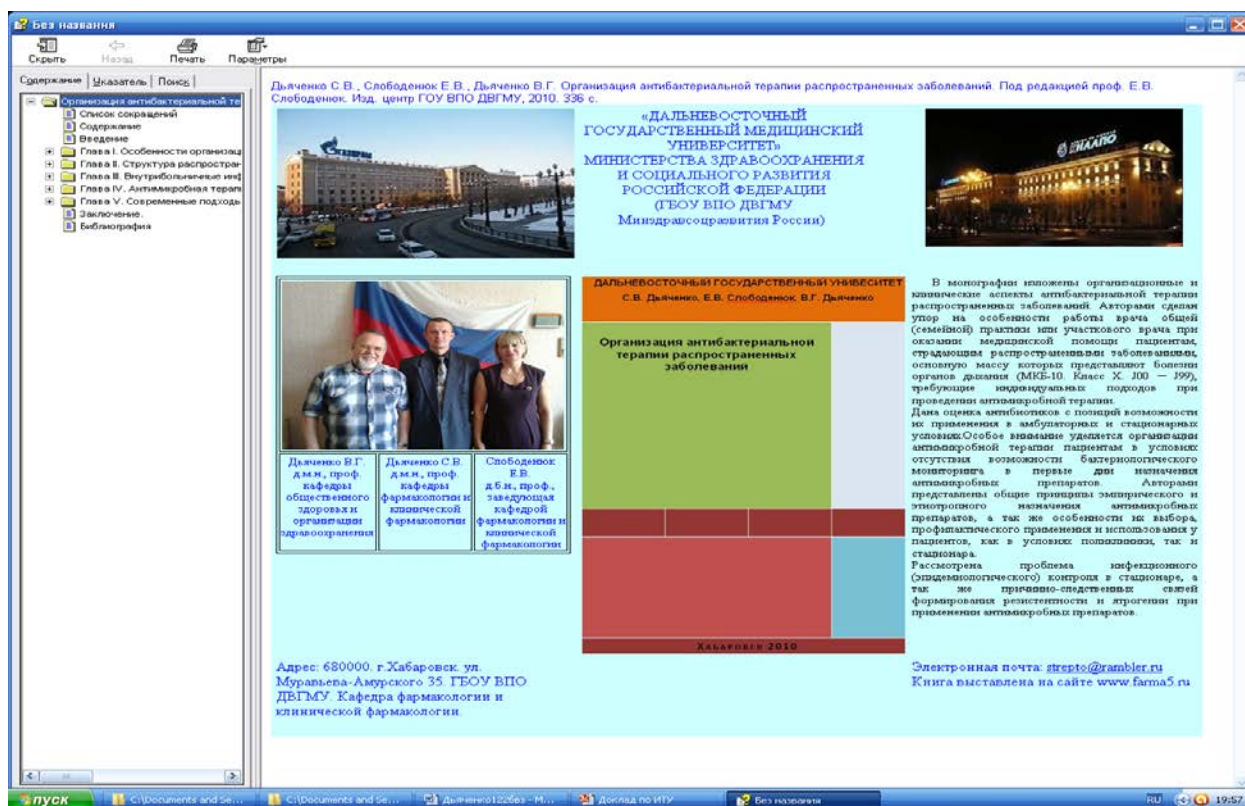 Без названия
Скрыть Назад Печать Параметры
Содержание Указатель Поиск
Организация антибактериальной те
Список сокращений
Содержание
Введение
Глава I. Особенности организац
Глава II. Структура распростран
Глава III. Внутрибольничные инф
Глава IV. Антимикробная терап
Глава V. Современные подходы
Заключение.
Библиография
Дьяченко С.В., Слободенюк Е.В., Дьяченко В.Г. Организация антибактериальной терапии распространенных заболеваний. Под редакцией проф. Е.В.
Слободенюк. Изд. центр ГОУ ВПО ДВГМУ, 2010. 336 с.
ГАЗПРОМ
«ДАЛЬНЕВОСТОЧНЫЙ
ГОСУДАРСТВЕННЫЙ МЕДИЦИНСКИЙ
УНИВЕРСИТЕТ»
МИНИСТЕРСТВА ЗДРАВООХРАНЕНИЯ
И СОЦИАЛЬНОГО РАЗВИТИЯ
РОССИЙСКОЙ ФЕДЕРАЦИИ
(ГБОУ ВПО ДВГМУ
Минздравсоцразвития России)
КНААПО
Дьяченко В.Г.
д.м.н., проф.
кафедры
общественного
здоровья и
организации
здравоохранения
Дьяченко С.В.
д.м.н., проф.
кафедры
фармакологии и
клинической
фармакологии
Слободенюк
Е.В.
д.б.н., проф.,
заведующая
кафедрой
фармакологии и
клинической
фармакологии
ДАЛЬНЕВОСТОЧНЫЙ ГОСУДАРСТВЕННЫЙ УНИВЕСИТЕТ
С.В. Дьяченко, Е.В. Слободенюк, В.Г. Дьяченко
Организация антибактериальной
терапии распространенных
заболеваний
Хабаровск 2010
В монографии изложены организационные и
клинические аспекты антибактериальной терапии
распространенных заболеваний. Авторами сделан
упор на особенности работы врача общей
(семейной) практики или участкового врача при
оказании медицинской помощи пациентам,
страдающим распространенными заболеваниями,
основную массу которых представляют болезни
органов дыхания (МКБ-10. Класс X. J00 — J99),
требующие индивидуальных подходов при
проведении антимикробной терапии.
Дана оценка антибиотиков с позиций возможности
их применения в амбулаторных и стационарных
условиях.Особое внимание уделяется организации
антимикробной терапии пациентам в условиях
отсутствия возможности бактериологического
мониторинга в первые дни назначения
антимикробных препаратов. Авторами
представлены общие принципы эмпирического и
этиотропного назначения антимикробных
препаратов, а так же особенности их выбора,
профилактического применения и использования у
пациентов, как в условиях поликлиники, так и
стационара.
Рассмотрена проблема инфекционного
(эпидемиологического) контроля в стационаре, а
так же причинно-следственных связей
формирования резистентности и ятрогении при
применении антимикробных препаратов.
Адрес: 680000. г.Хабаровск. ул.
Муравьева-Амурского 35. ГБОУ ВПО
ДВГМУ. Кафедра фармакологии и
клинической фармакологии.
Электронная почта: strepto@rambler.ru
Книга выставлена на сайте www.farma5.ru
пуск C:\Documents and Se... C:\Documents and Se... Дьяченко122без - M... Доклад по ИТУ Без названия RU 19:57